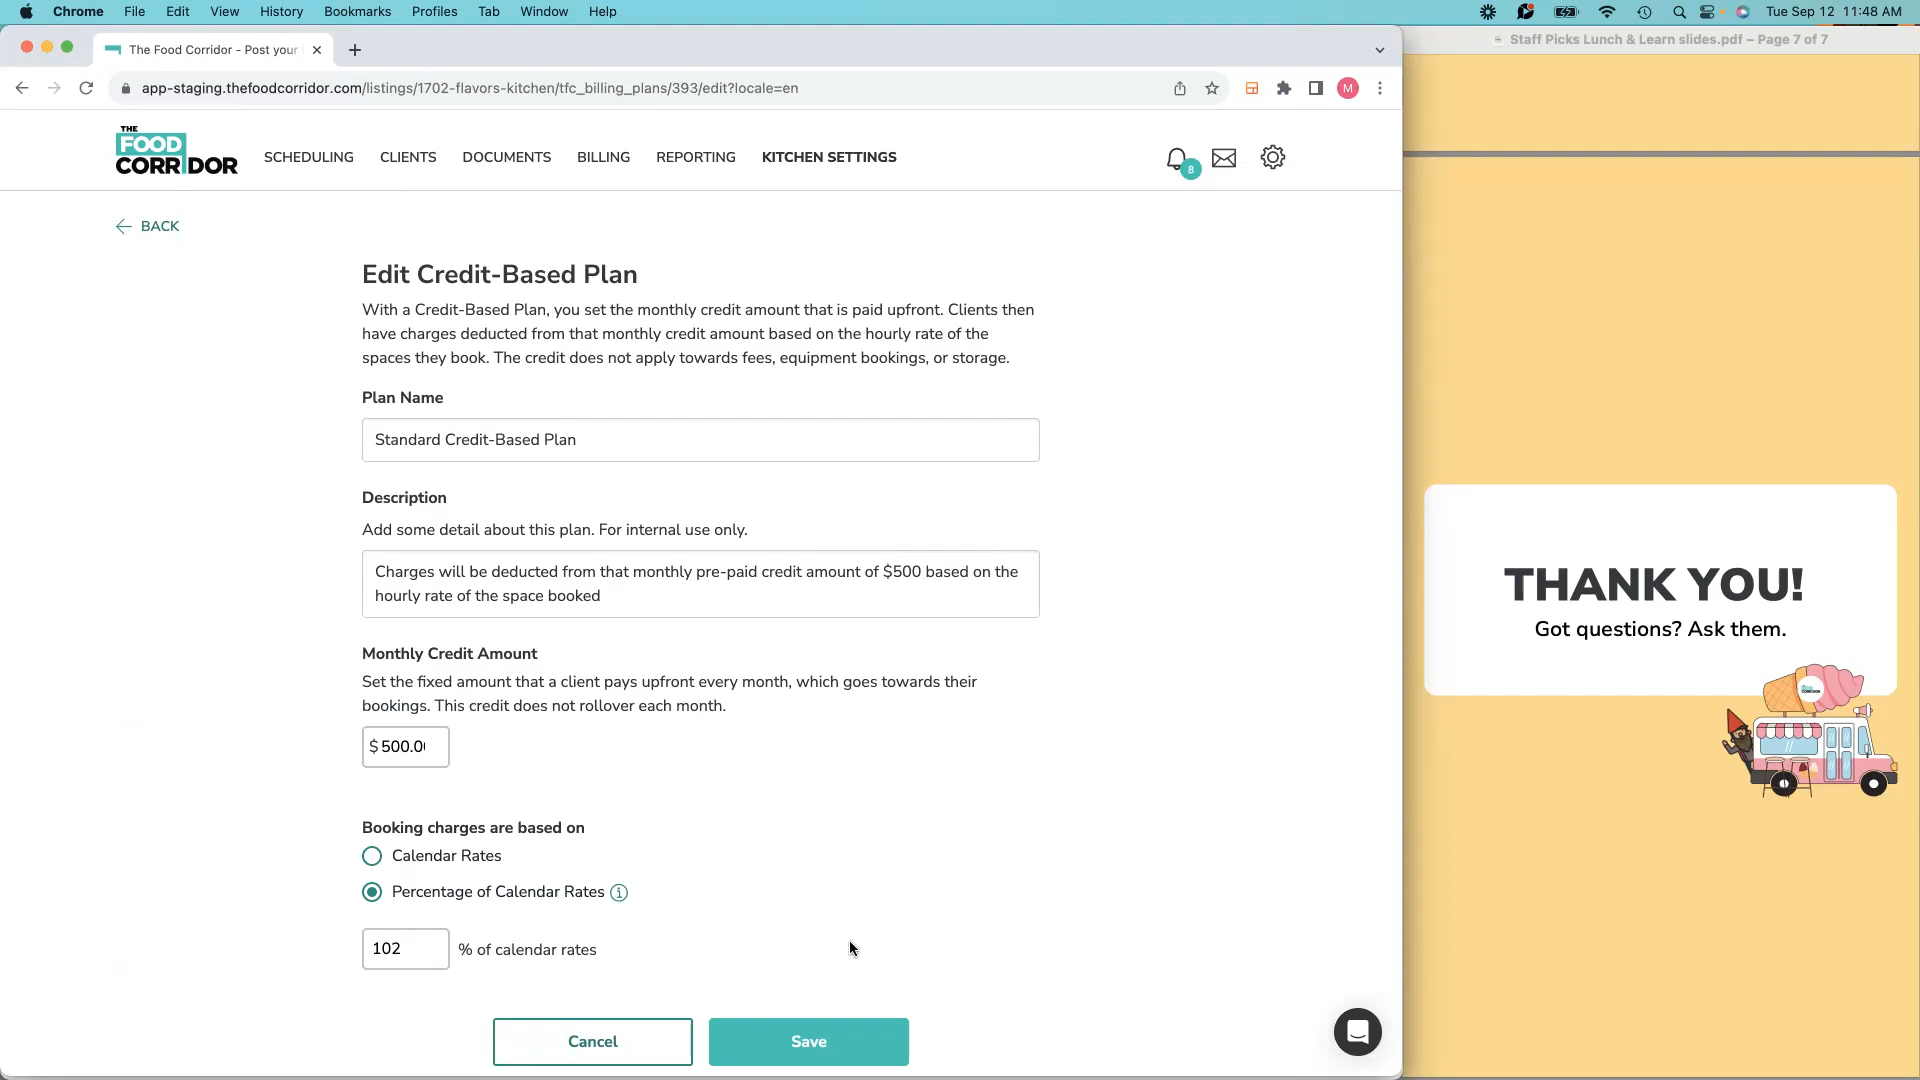 Chrome File Edit View History Bookmarks Profiles Tab Window Help Tue Sep 12 11:48 AM
The Food Corridor - Post your
Staff Picks Lunch & Learn slides.pdf – Page 7 of 7
app-staging.thefoodcorridor.com/listings/1702-flavors-kitchen/tfc_billing_plans/393/edit?locale=en
M
THE
FOOD
CORRIDOR
SCHEDULING CLIENTS DOCUMENTS BILLING REPORTING KITCHEN SETTINGS
8
BACK
Edit Credit-Based Plan
With a Credit-Based Plan, you set the monthly credit amount that is paid upfront. Clients then
have charges deducted from that monthly credit amount based on the hourly rate of the
spaces they book. The credit does not apply towards fees, equipment bookings, or storage.
Plan Name
Standard Credit-Based Plan
Description
Add some detail about this plan. For internal use only.
Charges will be deducted from that monthly pre-paid credit amount of $500 based on the
hourly rate of the space booked
Monthly Credit Amount
Set the fixed amount that a client pays upfront every month, which goes towards their
bookings. This credit does not rollover each month.
$ 500.0
Booking charges are based on
Calendar Rates
Percentage of Calendar Rates
102 % of calendar rates
Cancel Save
THANK YOU!
Got questions? Ask them.